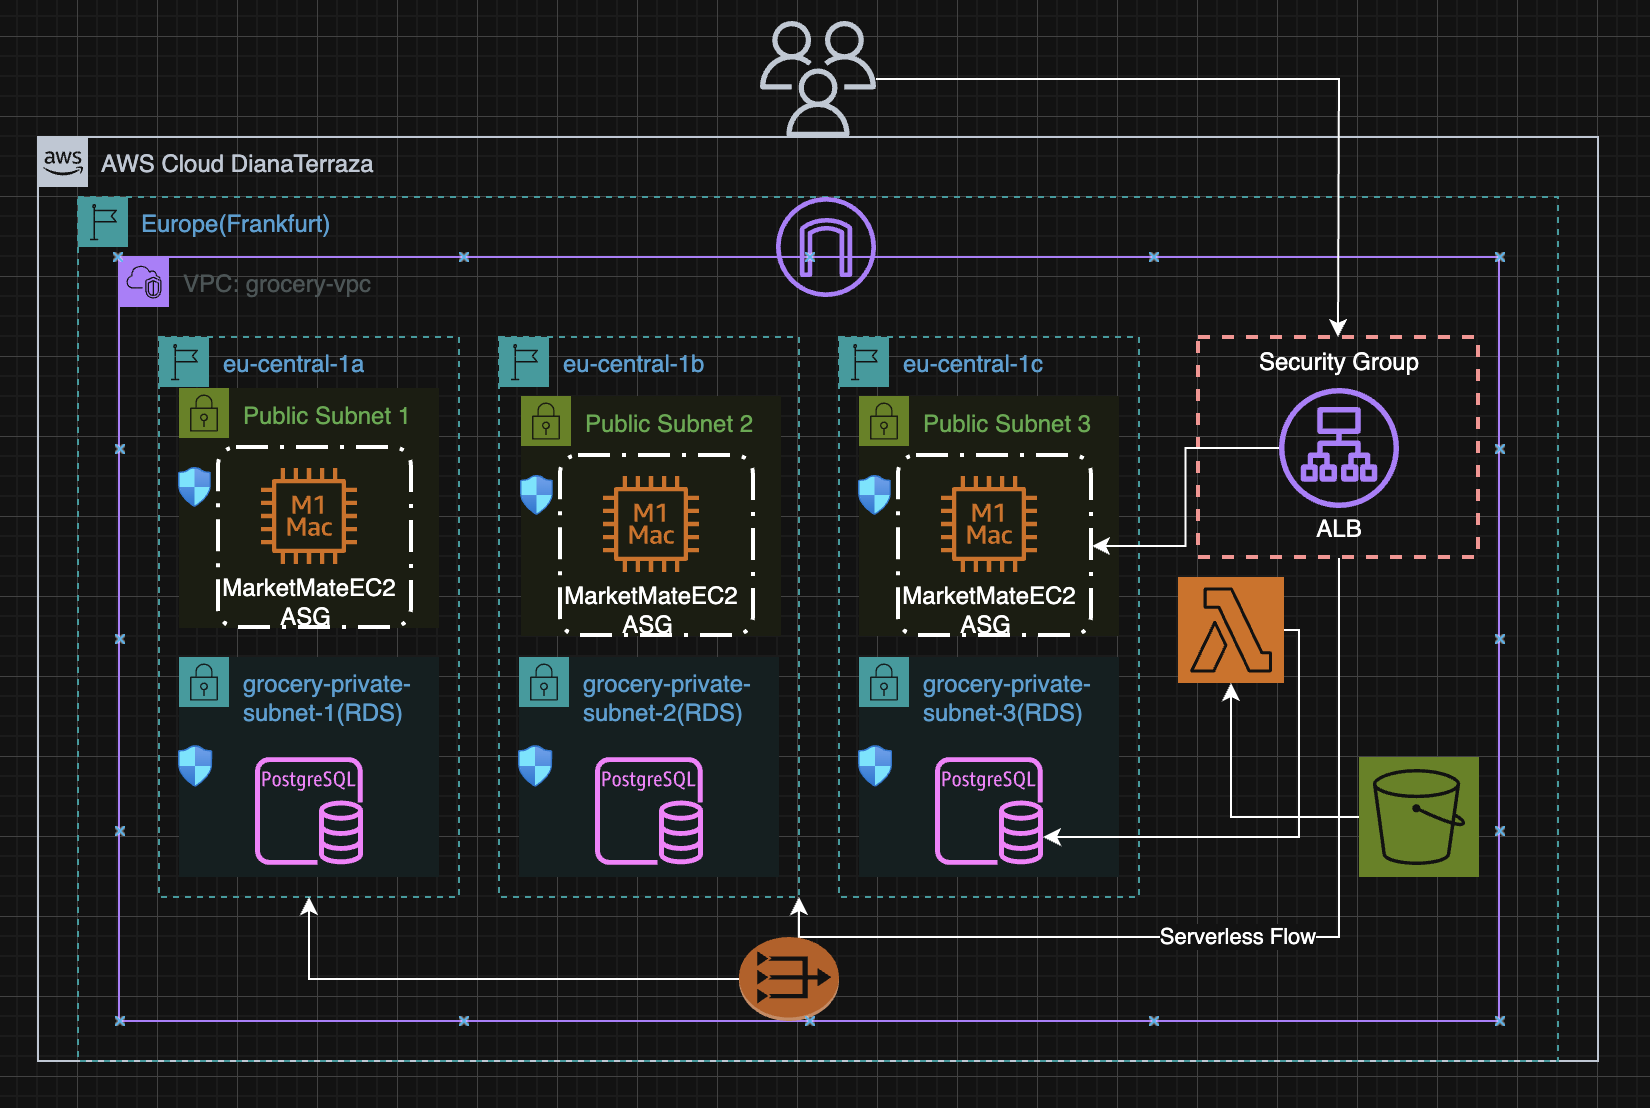 aws
AWS Cloud DianaTerraza
Europe(Frankfurt)
VPC: grocery-vpc
eu-central-1a
Public Subnet 1
M1
Mac
MarketMateEC2
ASG
grocery-private-
subnet-1(RDS)
PostgreSQL
eu-central-1b
Public Subnet 2
M1
Mac
MarketMateEC2
ASG
grocery-private-
subnet-2(RDS)
PostgreSQL
eu-central-1c
Public Subnet 3
M1
Mac
MarketMateEC2
ASG
grocery-private-
subnet-3(RDS)
PostgreSQL
Security Group
ALB
Serverless Flow